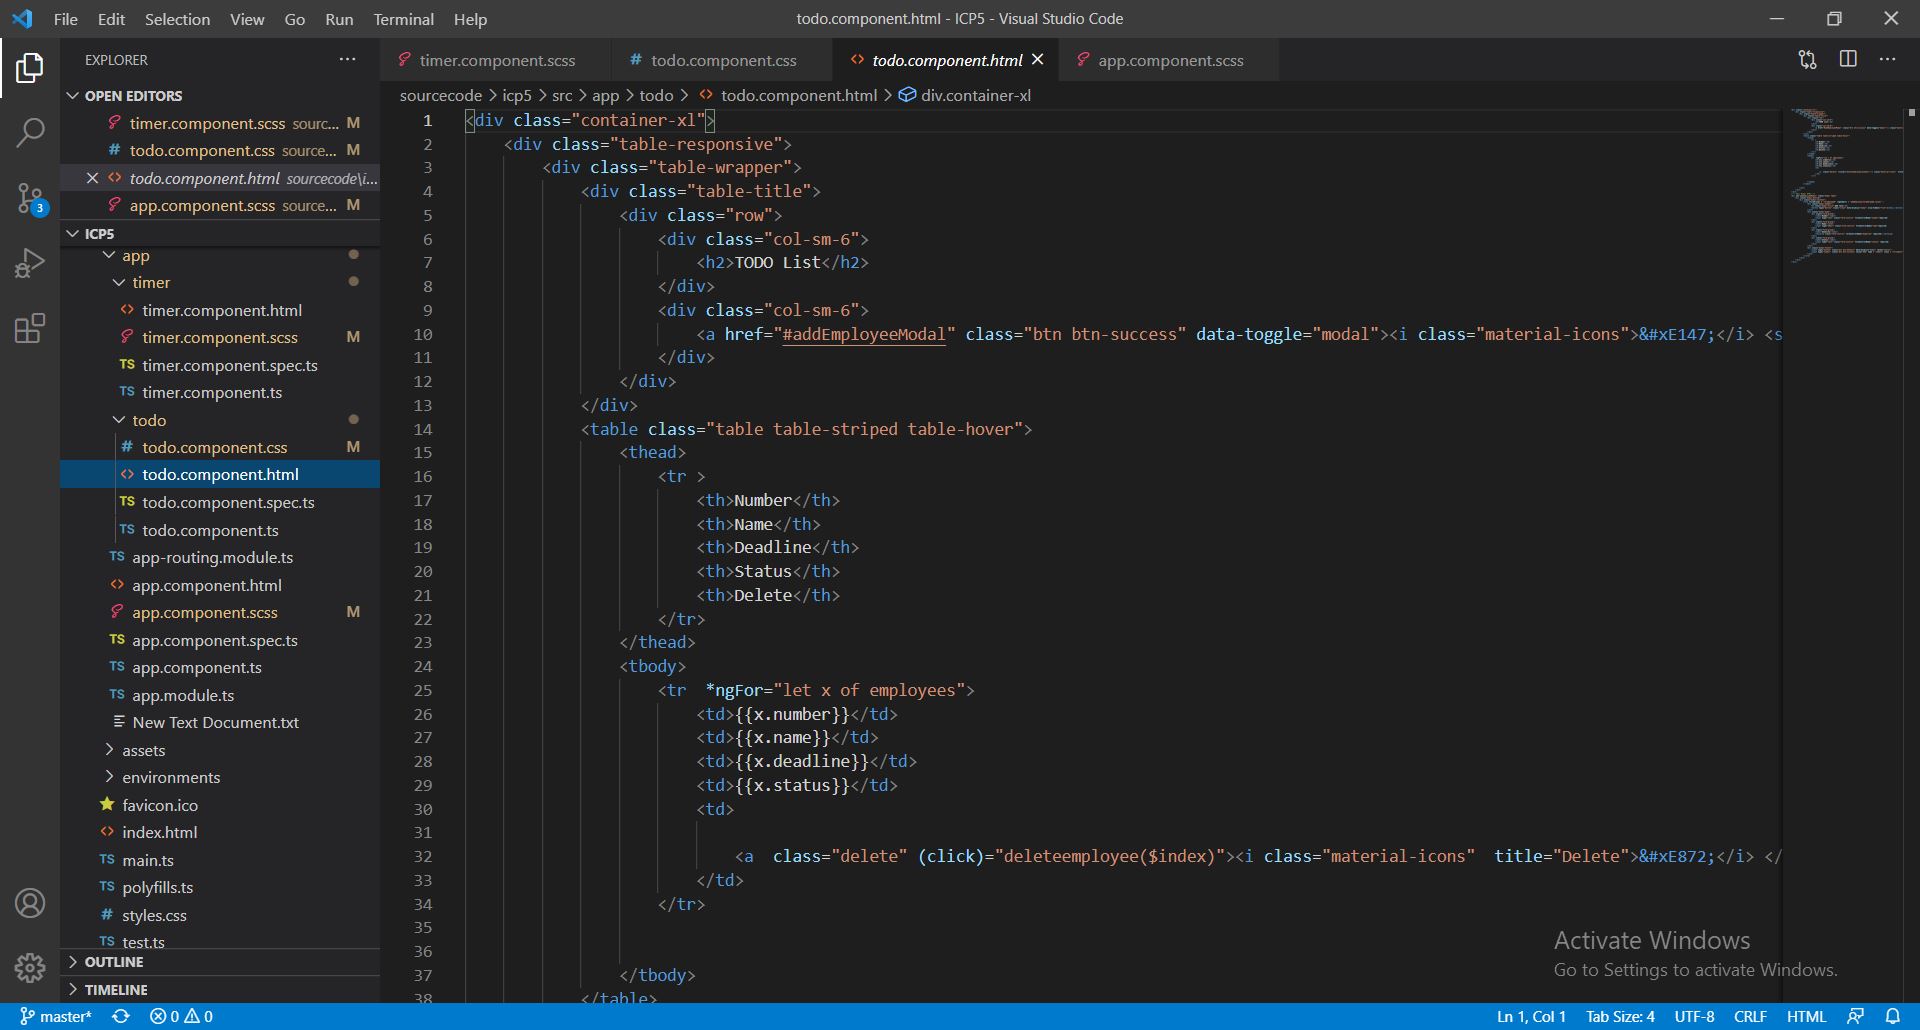 File Edit Selection View Go Run Terminal Help
todo.component.html - ICP5 - Visual Studio Code
EXPLORER
timer.component.scss
todo.component.css
todo.component.html
app.component.scss
OPEN EDITORS
timer.component.scss sourc... M
todo.component.css source... M
todo.component.html sourcecode\i...
app.component.scss source... M
ICP5
app
timer
timer.component.html
timer.component.scss M
TS timer.component.spec.ts
TS timer.component.ts
todo
# todo.component.css M
todo.component.html
TS todo.component.spec.ts
TS todo.component.ts
TS app-routing.module.ts
app.component.html
app.component.scss M
TS app.component.spec.ts
TS app.component.ts
TS app.module.ts
New Text Document.txt
assets
environments
favicon.ico
index.html
TS main.ts
TS polyfills.ts
# styles.css
TS test.ts
OUTLINE
TIMELINE
3
sourcecode > icp5 > src > app > todo > todo.component.html > div.container-xl
1 <div class="container-xl">
2 <div class="table-responsive">
3 <div class="table-wrapper">
4 <div class="table-title">
5 <div class="row">
6 <div class="col-sm-6">
7 <h2>TODO List</h2>
8 </div>
9 <div class="col-sm-6">
10 <a href="#addEmployeeModal" class="btn btn-success" data-toggle="modal"><i class="material-icons">&#xE147;</i> <s
11 </div>
12 </div>
13 </div>
14 <table class="table table-striped table-hover">
15 <thead>
16 <tr >
17 <th>Number</th>
18 <th>Name</th>
19 <th>Deadline</th>
20 <th>Status</th>
21 <th>Delete</th>
22 </tr>
23 </thead>
24 <tbody>
25 <tr  *ngFor="let x of employees">
26 <td>{{x.number}}</td>
27 <td>{{x.name}}</td>
28 <td>{{x.deadline}}</td>
29 <td>{{x.status}}</td>
30 <td>
31
32 <a  class="delete" (click)="deleteemployee($index)"><i class="material-icons"  title="Delete">&#xE872;</i> </
33 </td>
34 </tr>
35
36
37 </tbody>
38 </table>
Activate Windows
Go to Settings to activate Windows.
master* 0 0 Ln 1, Col 1 Tab Size: 4 UTF-8 CRLF HTML